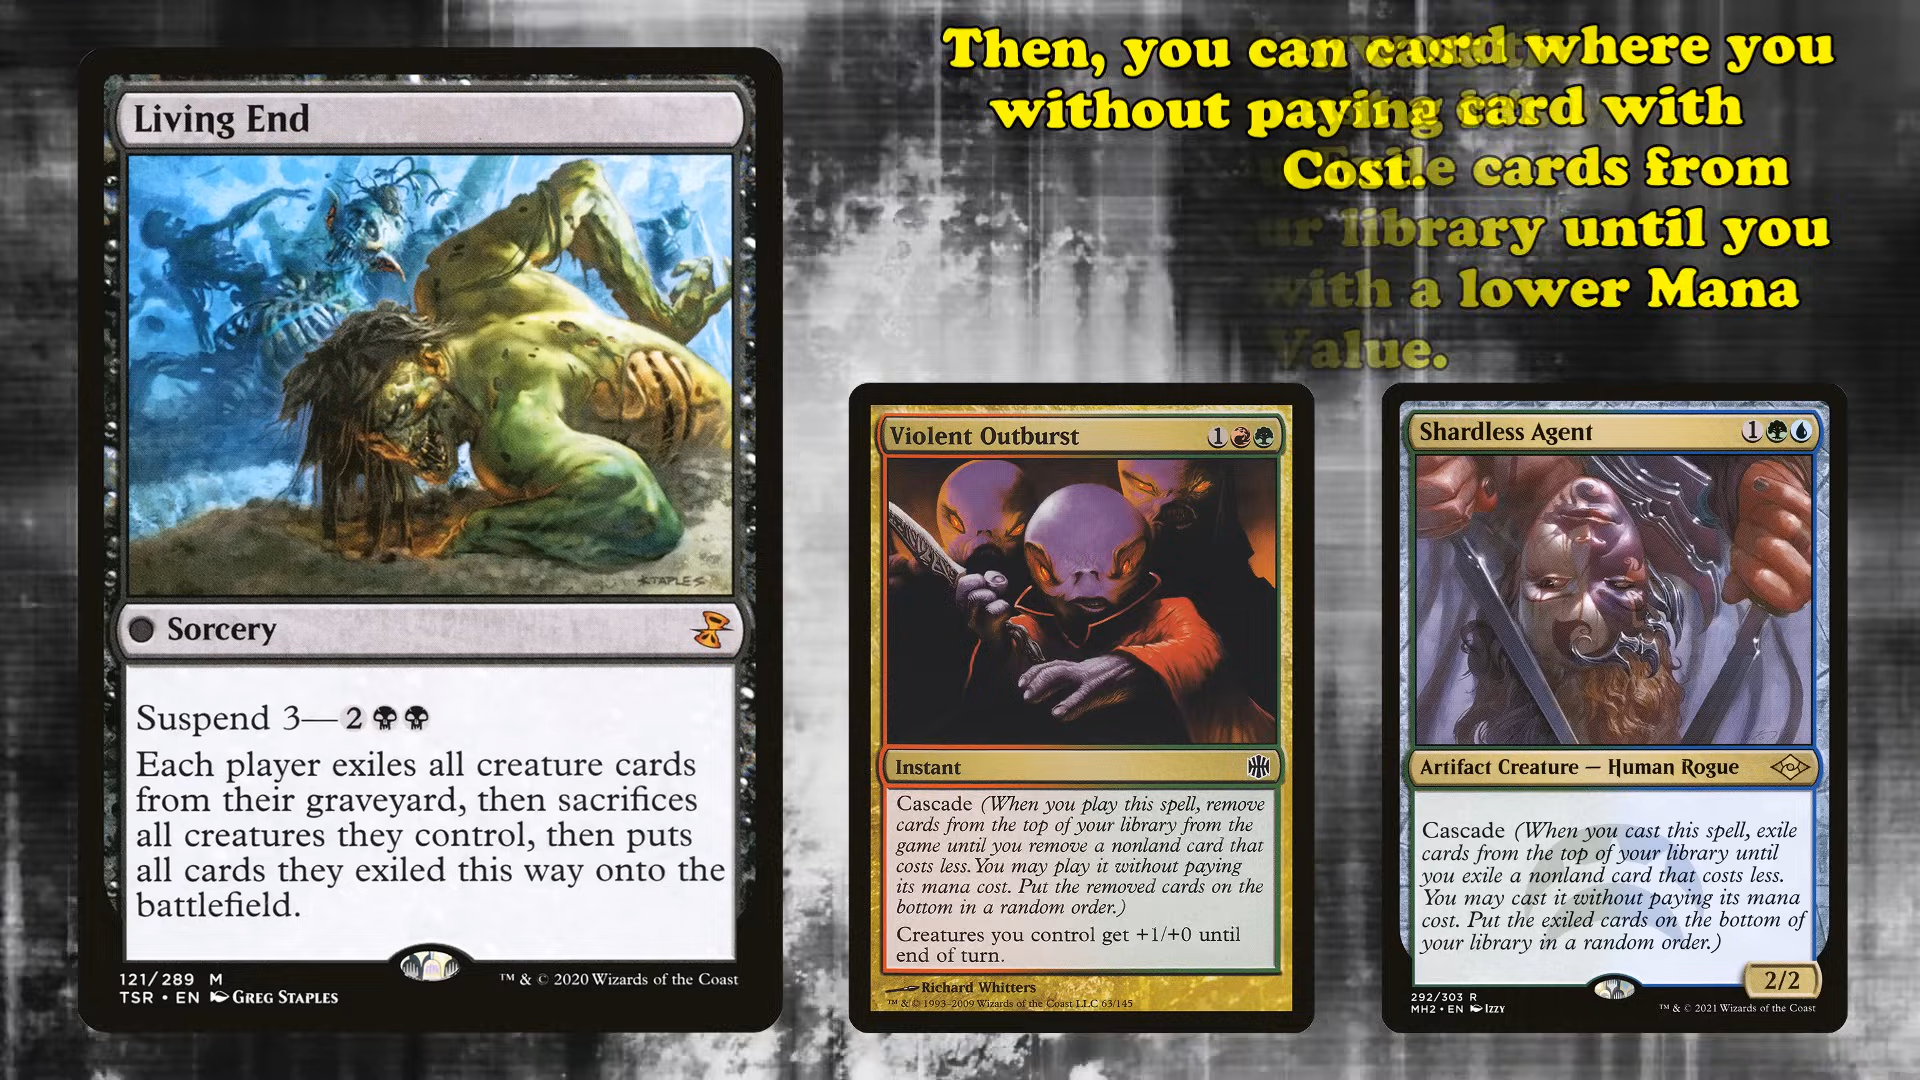 Then, you can card where you
without paying card with
Cost. cards from
library until you
with a lower Mana
Value.
Living End
STAPLES
Sorcery
Suspend 3—2
Each player exiles all creature cards
from their graveyard, then sacrifices
all creatures they control, then puts
all cards they exiled this way onto the
battlefield.
121/289 M
TSR • EN GREG STAPLES
™ & © 2020 Wizards of the Coast
Violent Outburst 1
Instant
Cascade (When you play this spell, remove
cards from the top of your library from the
game until you remove a nonland card that
costs less. You may play it without paying
its mana cost. Put the removed cards on the
bottom in a random order.)
Creatures you control get +1/+0 until
end of turn.
Richard Whitters
™ & © 1993–2009 Wizards of the Coast LLC 63/145
Shardless Agent 1
Artifact Creature — Human Rogue
Cascade (When you cast this spell, exile
cards from the top of your library until
you exile a nonland card that costs less.
You may cast it without paying its mana
cost. Put the exiled cards on the bottom of
your library in a random order.)
2/2
292/303 R
MH2 • EN IZZY
™ & © 2021 Wizards of the Coast